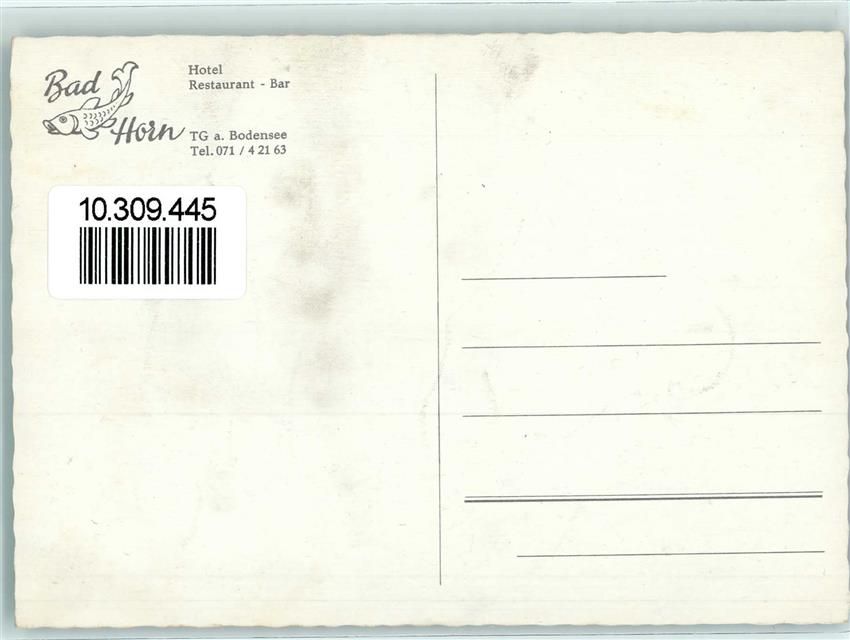 Bad
Horn
Hotel
Restaurant - Bar
TG a. Bodensee
Tel. 071 / 4 21 63
10.309.445